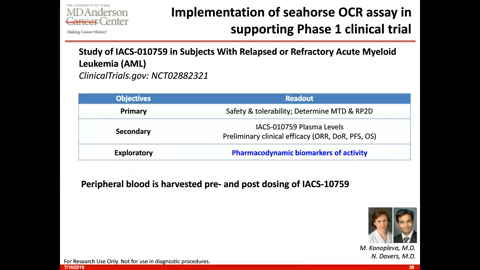 THE UNIVERSITY OF TEXAS
MD Anderson
Cancer Center
Making Cancer History®
Implementation of seahorse OCR assay in
supporting Phase 1 clinical trial
Study of IACS-010759 in Subjects With Relapsed or Refractory Acute Myeloid
Leukemia (AML)
ClinicalTrials.gov: NCT02882321
Objectives Readout
Primary Safety & tolerability; Determine MTD & RP2D
Secondary IACS-010759 Plasma Levels
Preliminary clinical efficacy (ORR, DoR, PFS, OS)
Exploratory Pharmacodynamic biomarkers of activity
Peripheral blood is harvested pre- and post dosing of IACS-10759
M. Konopleva, M.D.
N. Davers, M.D.
For Research Use Only. Not for use in diagnostic procedures.
7/16/2019 36